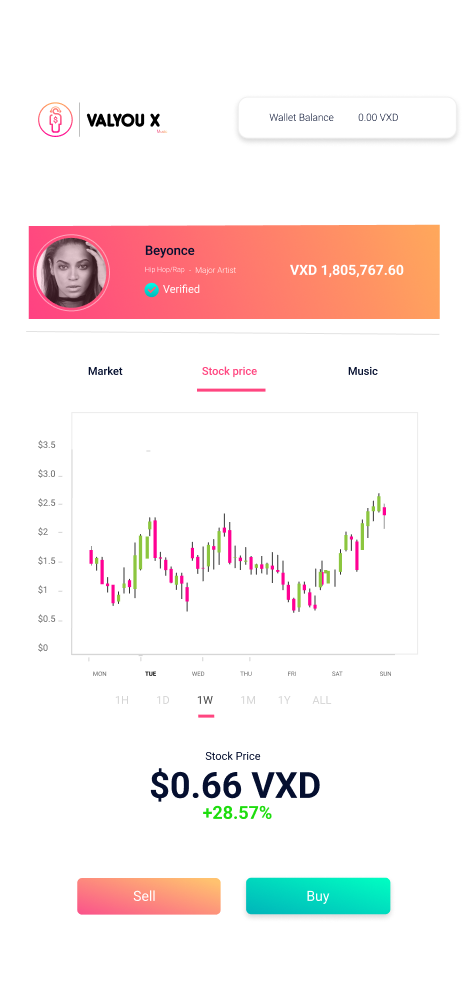 VALYOU X
Music
Wallet Balance 0.00 VXD
Beyonce
Hip Hop/Rap - Major Artist
VXD 1,805,767.60
Verified
Market Stock price Music
$3.5
$3.0
$2.5
$2
$1.5
$1
$0.5
$0
MON TUE WED THU FRI SAT SUN
1H 1D 1W 1M 1Y ALL
Stock Price
$0.66 VXD
+28.57%
Sell Buy